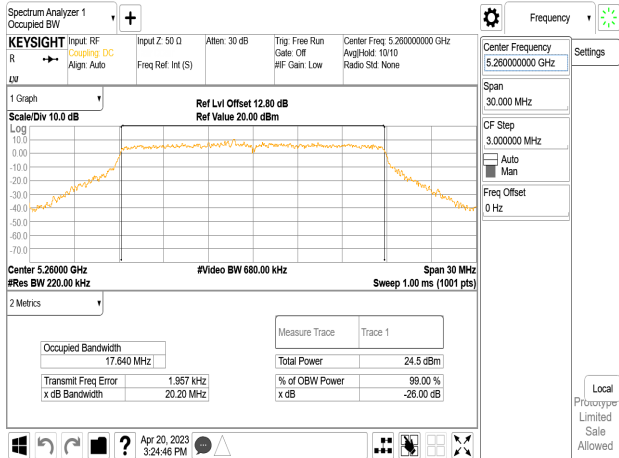 Spectrum Analyzer 1
Occupied BW
Frequency
KEYSIGHT
R
Input: RF
Coupling: DC
Align: Auto
Input Z: 50 Ω
Freq Ref: Int (S)
Atten: 30 dB
Trig: Free Run
Gate: Off
#IF Gain: Low
Center Freq: 5.260000000 GHz
Avg|Hold: 10/10
Radio Std: None
Center Frequency
5.260000000 GHz
Settings
Span
30.000 MHz
CF Step
3.000000 MHz
Auto
Man
Freq Offset
0 Hz
1 Graph
Scale/Div 10.0 dB
Ref Lvl Offset 12.80 dB
Ref Value 20.00 dBm
Log
10.0
0.00
-10.0
-20.0
-30.0
-40.0
-50.0
-60.0
-70.0
Center 5.26000 GHz
#Video BW 680.00 kHz
Span 30 MHz
#Res BW 220.00 kHz
Sweep 1.00 ms (1001 pts)
2 Metrics
Measure Trace
Trace 1
Occupied Bandwidth
17.640 MHz
Total Power
24.5 dBm
Transmit Freq Error
1.957 kHz
% of OBW Power
99.00 %
x dB Bandwidth
20.20 MHz
x dB
-26.00 dB
Local
Prototype
Limited
Sale
Allowed
?
Apr 20, 2023
3:24:46 PM